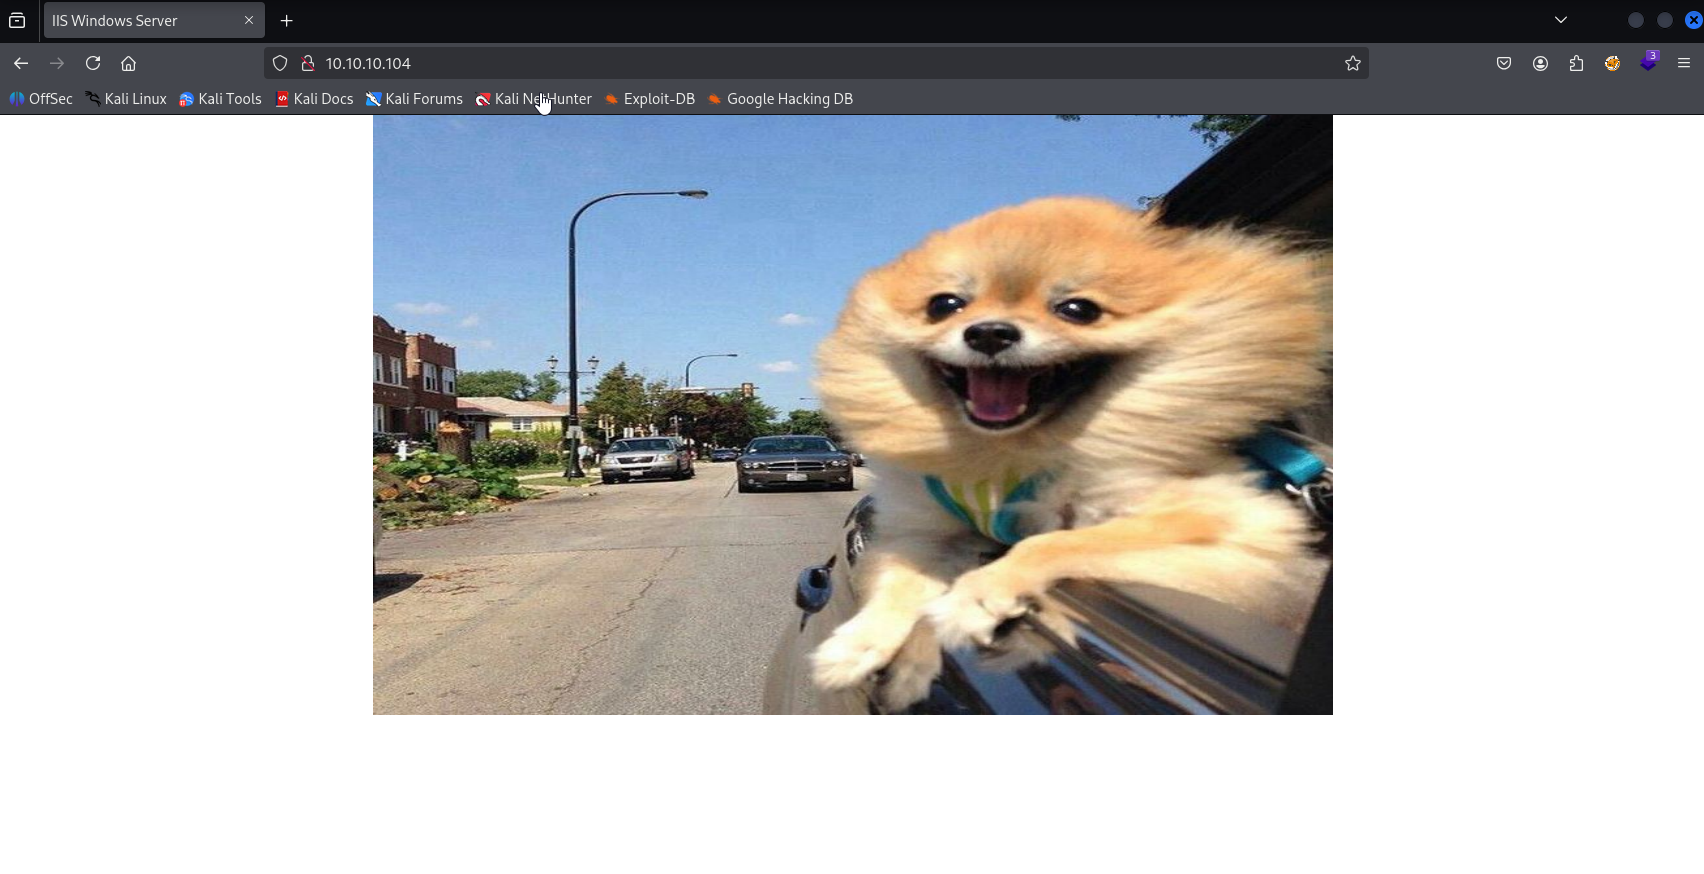 IIS Windows Server
10.10.10.104
3
OffSec Kali Linux Kali Tools Kali Docs Kali Forums Kali NetHunter Exploit-DB Google Hacking DB